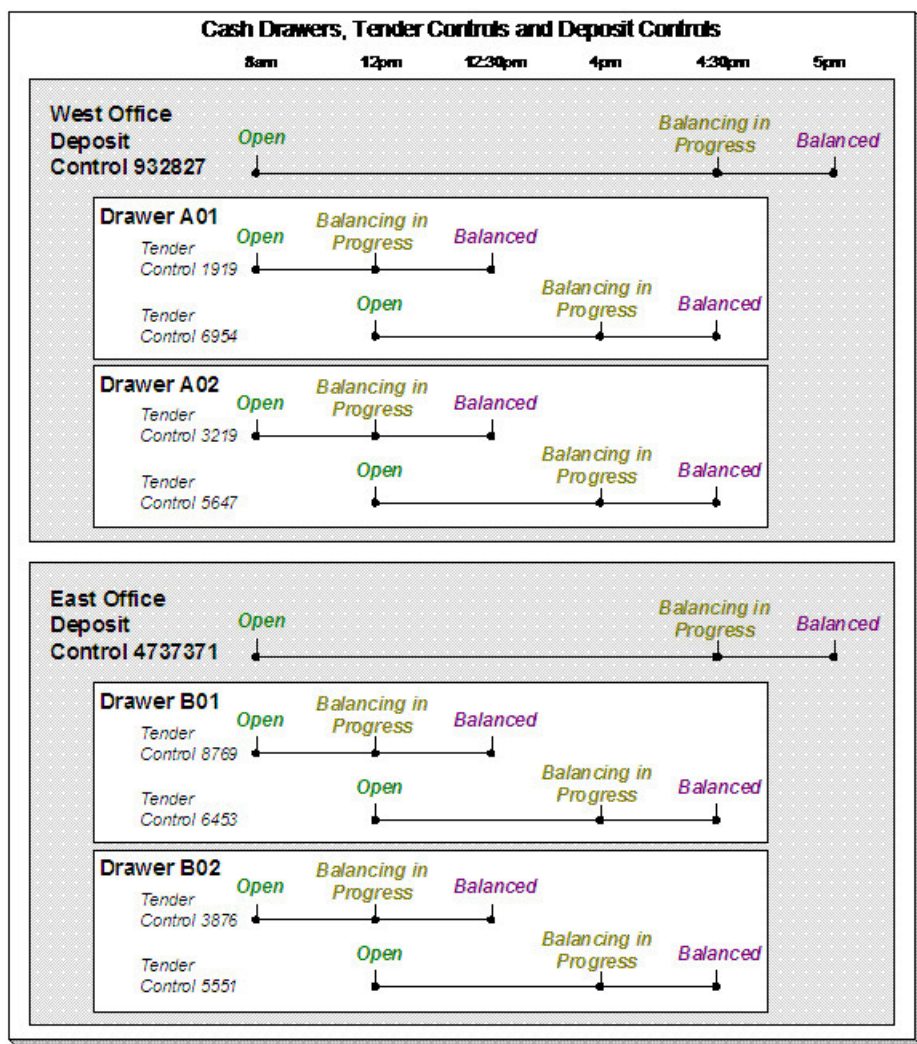 Cash Drawers, Tender Controls and Deposit Controls
8am 12pm 12:30pm 4pm 4:30pm 5pm
West Office
Deposit
Control 932827
Open
Balancing in
Progress
Balanced
Drawer A01
Tender
Control 1919
Open
Balancing in
Progress
Balanced
Tender
Control 6954
Open
Balancing in
Progress
Balanced
Drawer A02
Tender
Control 3219
Open
Balancing in
Progress
Balanced
Tender
Control 5647
Open
Balancing in
Progress
Balanced
East Office
Deposit
Control 4737371
Open
Balancing in
Progress
Balanced
Drawer B01
Tender
Control 8769
Open
Balancing in
Progress
Balanced
Tender
Control 6453
Open
Balancing in
Progress
Balanced
Drawer B02
Tender
Control 3876
Open
Balancing in
Progress
Balanced
Tender
Control 5551
Open
Balancing in
Progress
Balanced